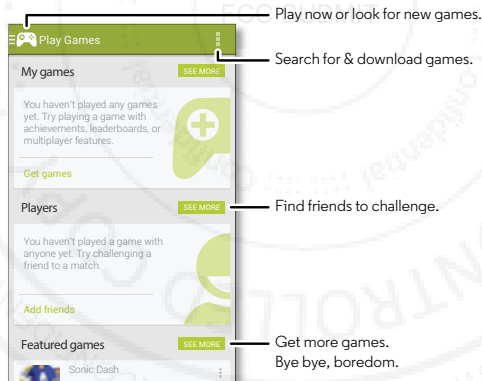 Play now or look for new games.
Play Games
Search for & download games.
My games
SEE MORE
You haven't played any games
yet. Try playing a game with
achievements, leaderboards, or
multiplayer features.
Get games
Players
SEE MORE
Find friends to challenge.
You haven't played a game with
anyone yet. Try challenging a
friend to a match.
Add friends
Featured games
SEE MORE
Get more games.
Bye bye, boredom.
Sonic Dash